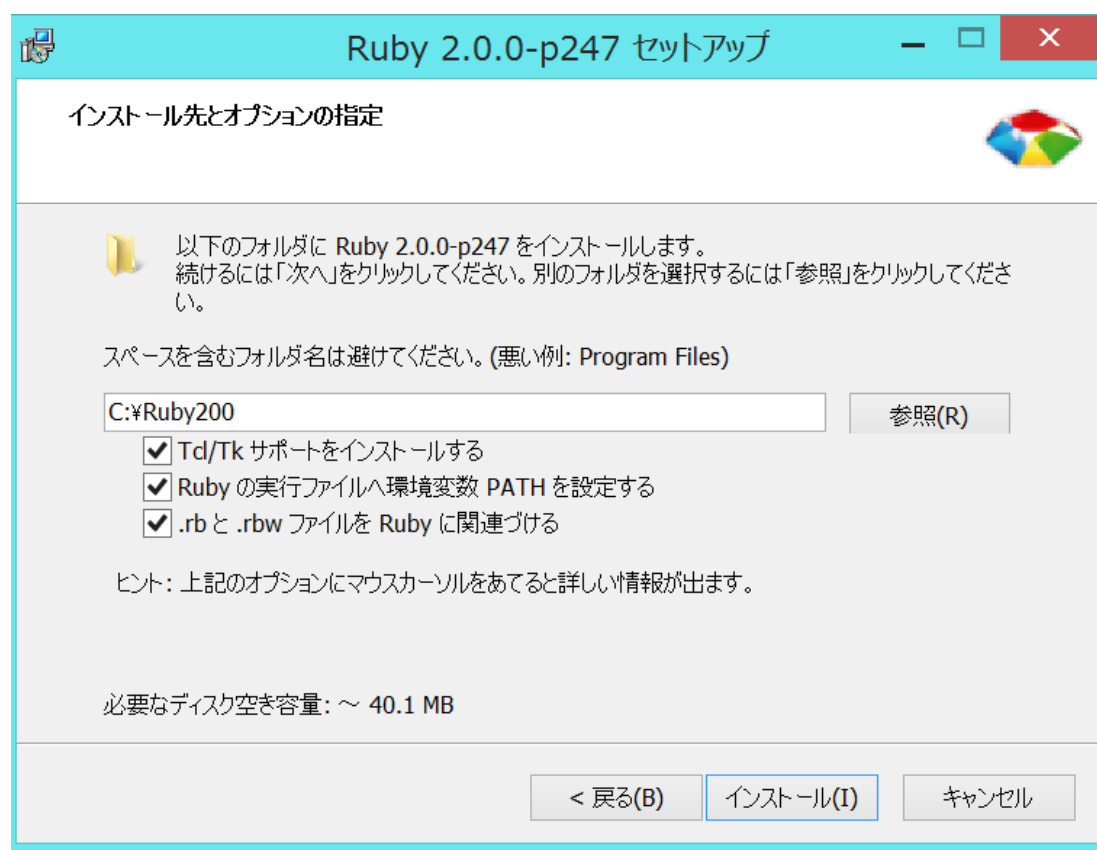 Ruby 2.0.0-p247 セットアップ
インストール先とオプションの指定
以下のフォルダに Ruby 2.0.0-p247 をインストールします。
続けるには「次へ」をクリックしてください。別のフォルダを選択するには「参照」をクリックしてくださ
い。
スペースを含むフォルダ名は避けてください。(悪い例: Program Files)
C:¥Ruby200
参照(R)
Tcl/Tk サポートをインストールする
Ruby の実行ファイルへ環境変数 PATH を設定する
.rb と .rbw ファイルを Ruby に関連づける
ヒント: 上記のオプションにマウスカーソルをあてると詳しい情報が出ます。
必要なディスク空き容量: ～ 40.1 MB
< 戻る(B) インストール(I) キャンセル